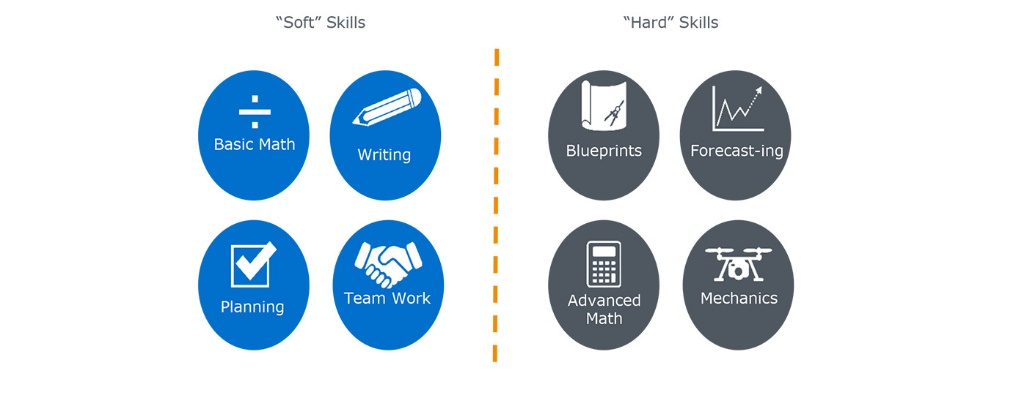 “Soft” Skills
“Hard” Skills
Basic Math
Writing
Blueprints
Forecast-ing
Planning
Team Work
Advanced
Math
Mechanics